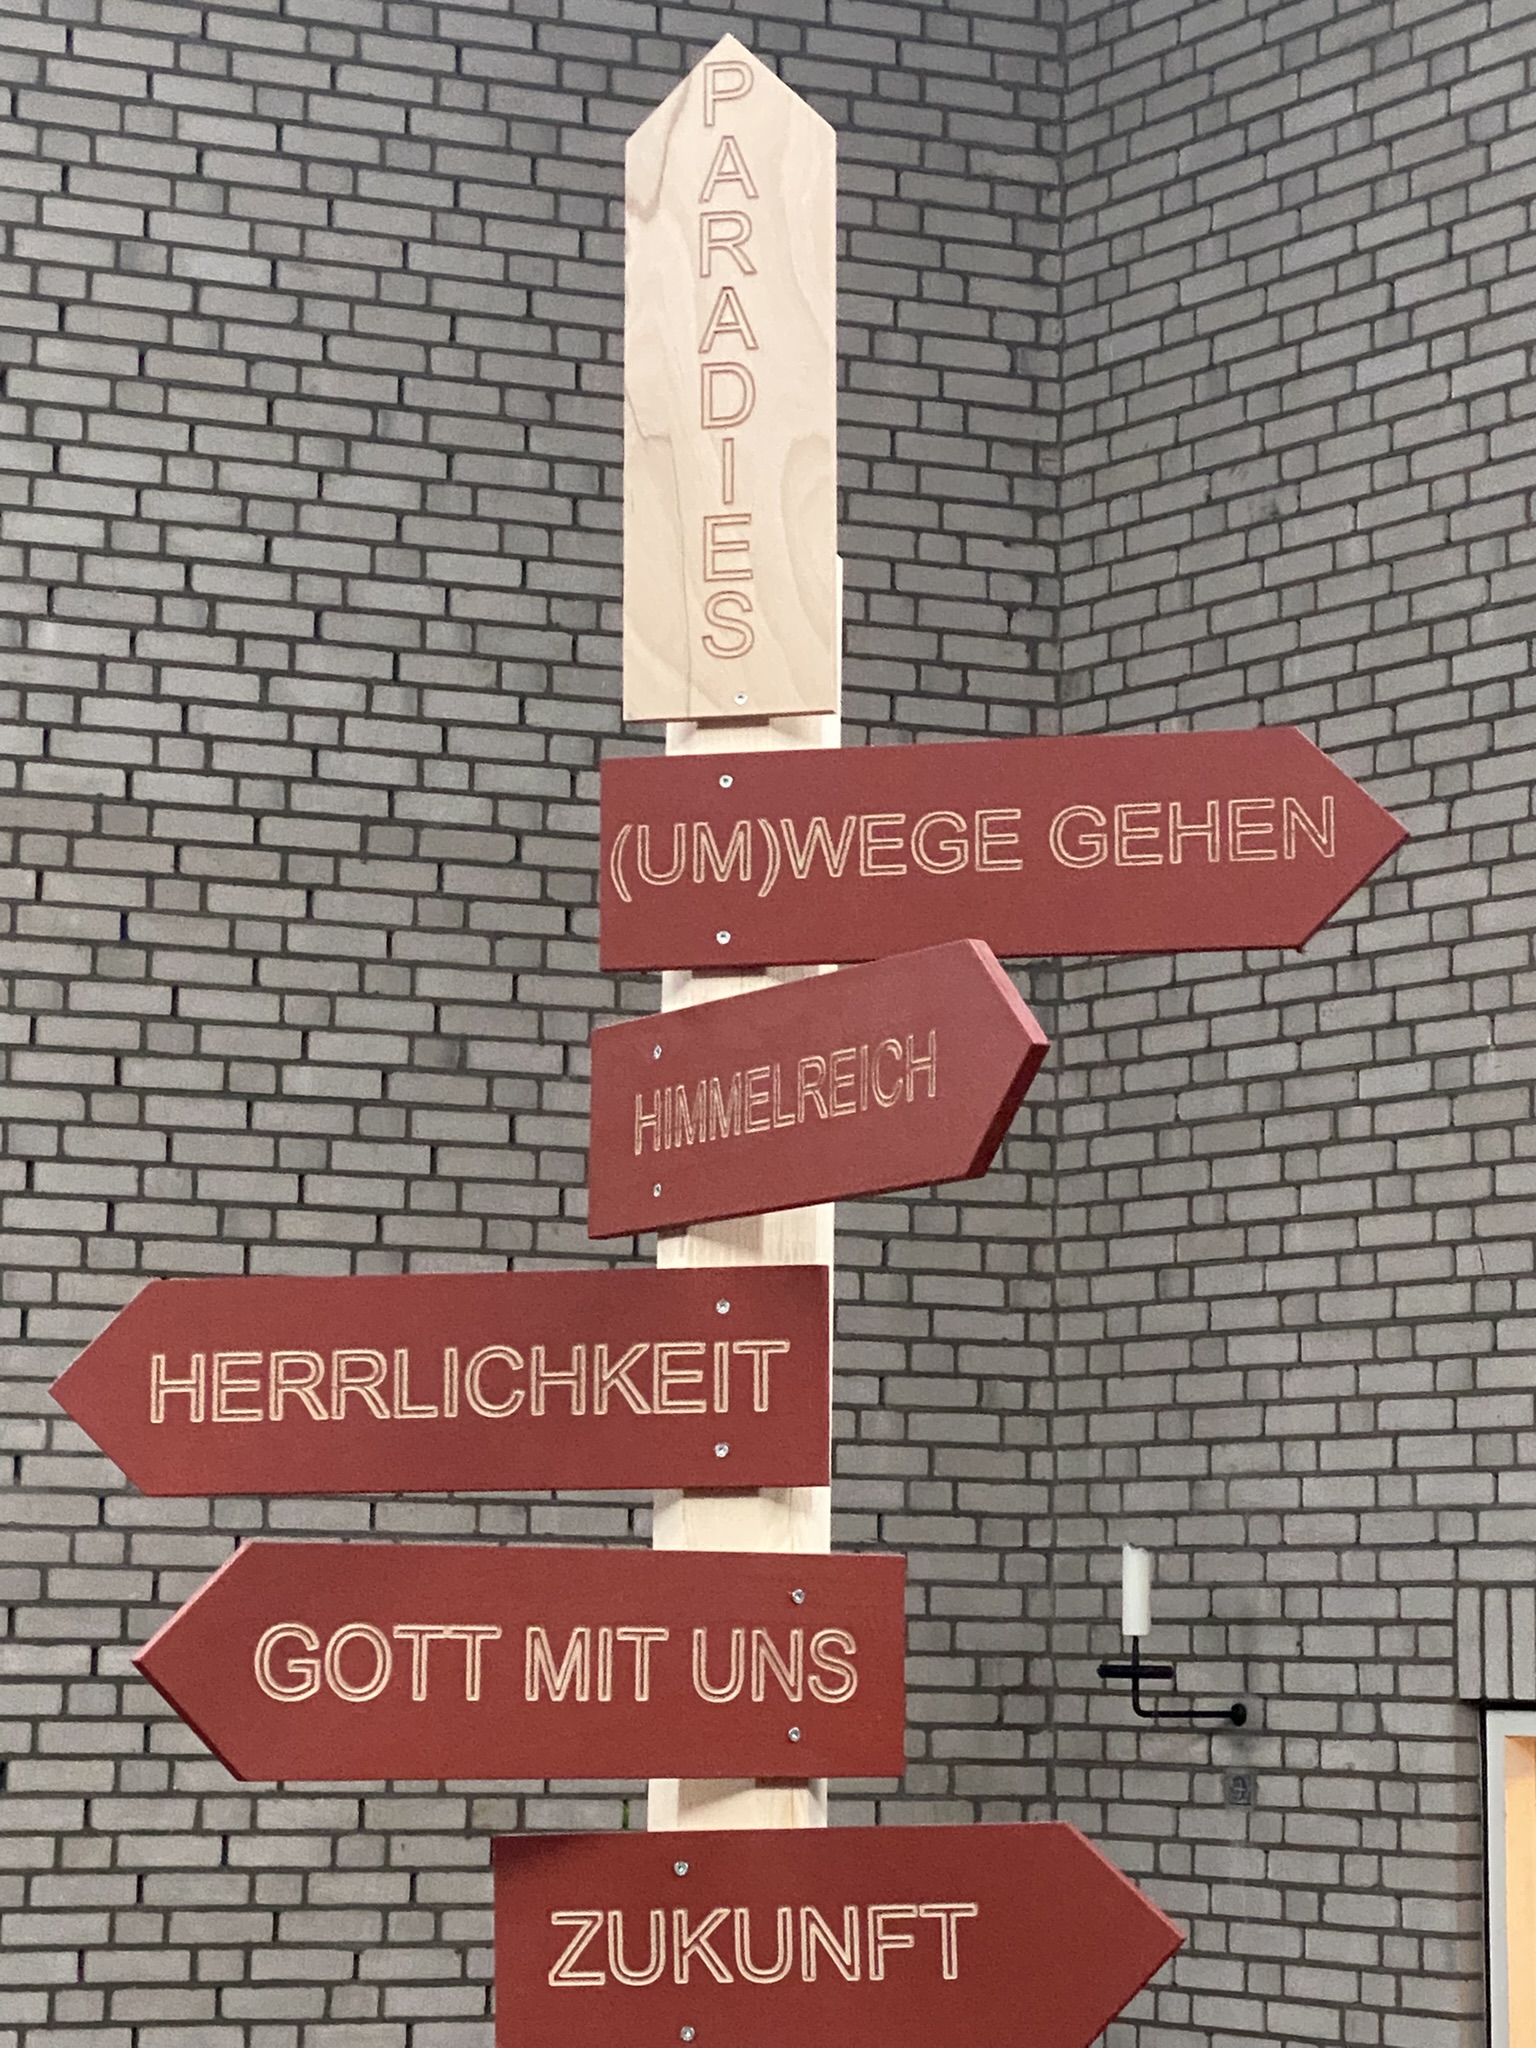 PARADIES
(UM)WEGE GEHEN
HIMMELREICH
HERRLICHKEIT
GOTT MIT UNS
ZUKUNFT